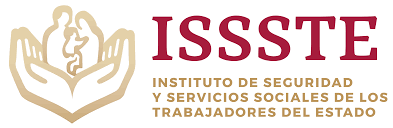 ISSSTE
INSTITUTO DE SEGURIDAD
Y SERVICIOS SOCIALES DE LOS
TRABAJADORES DEL ESTADO